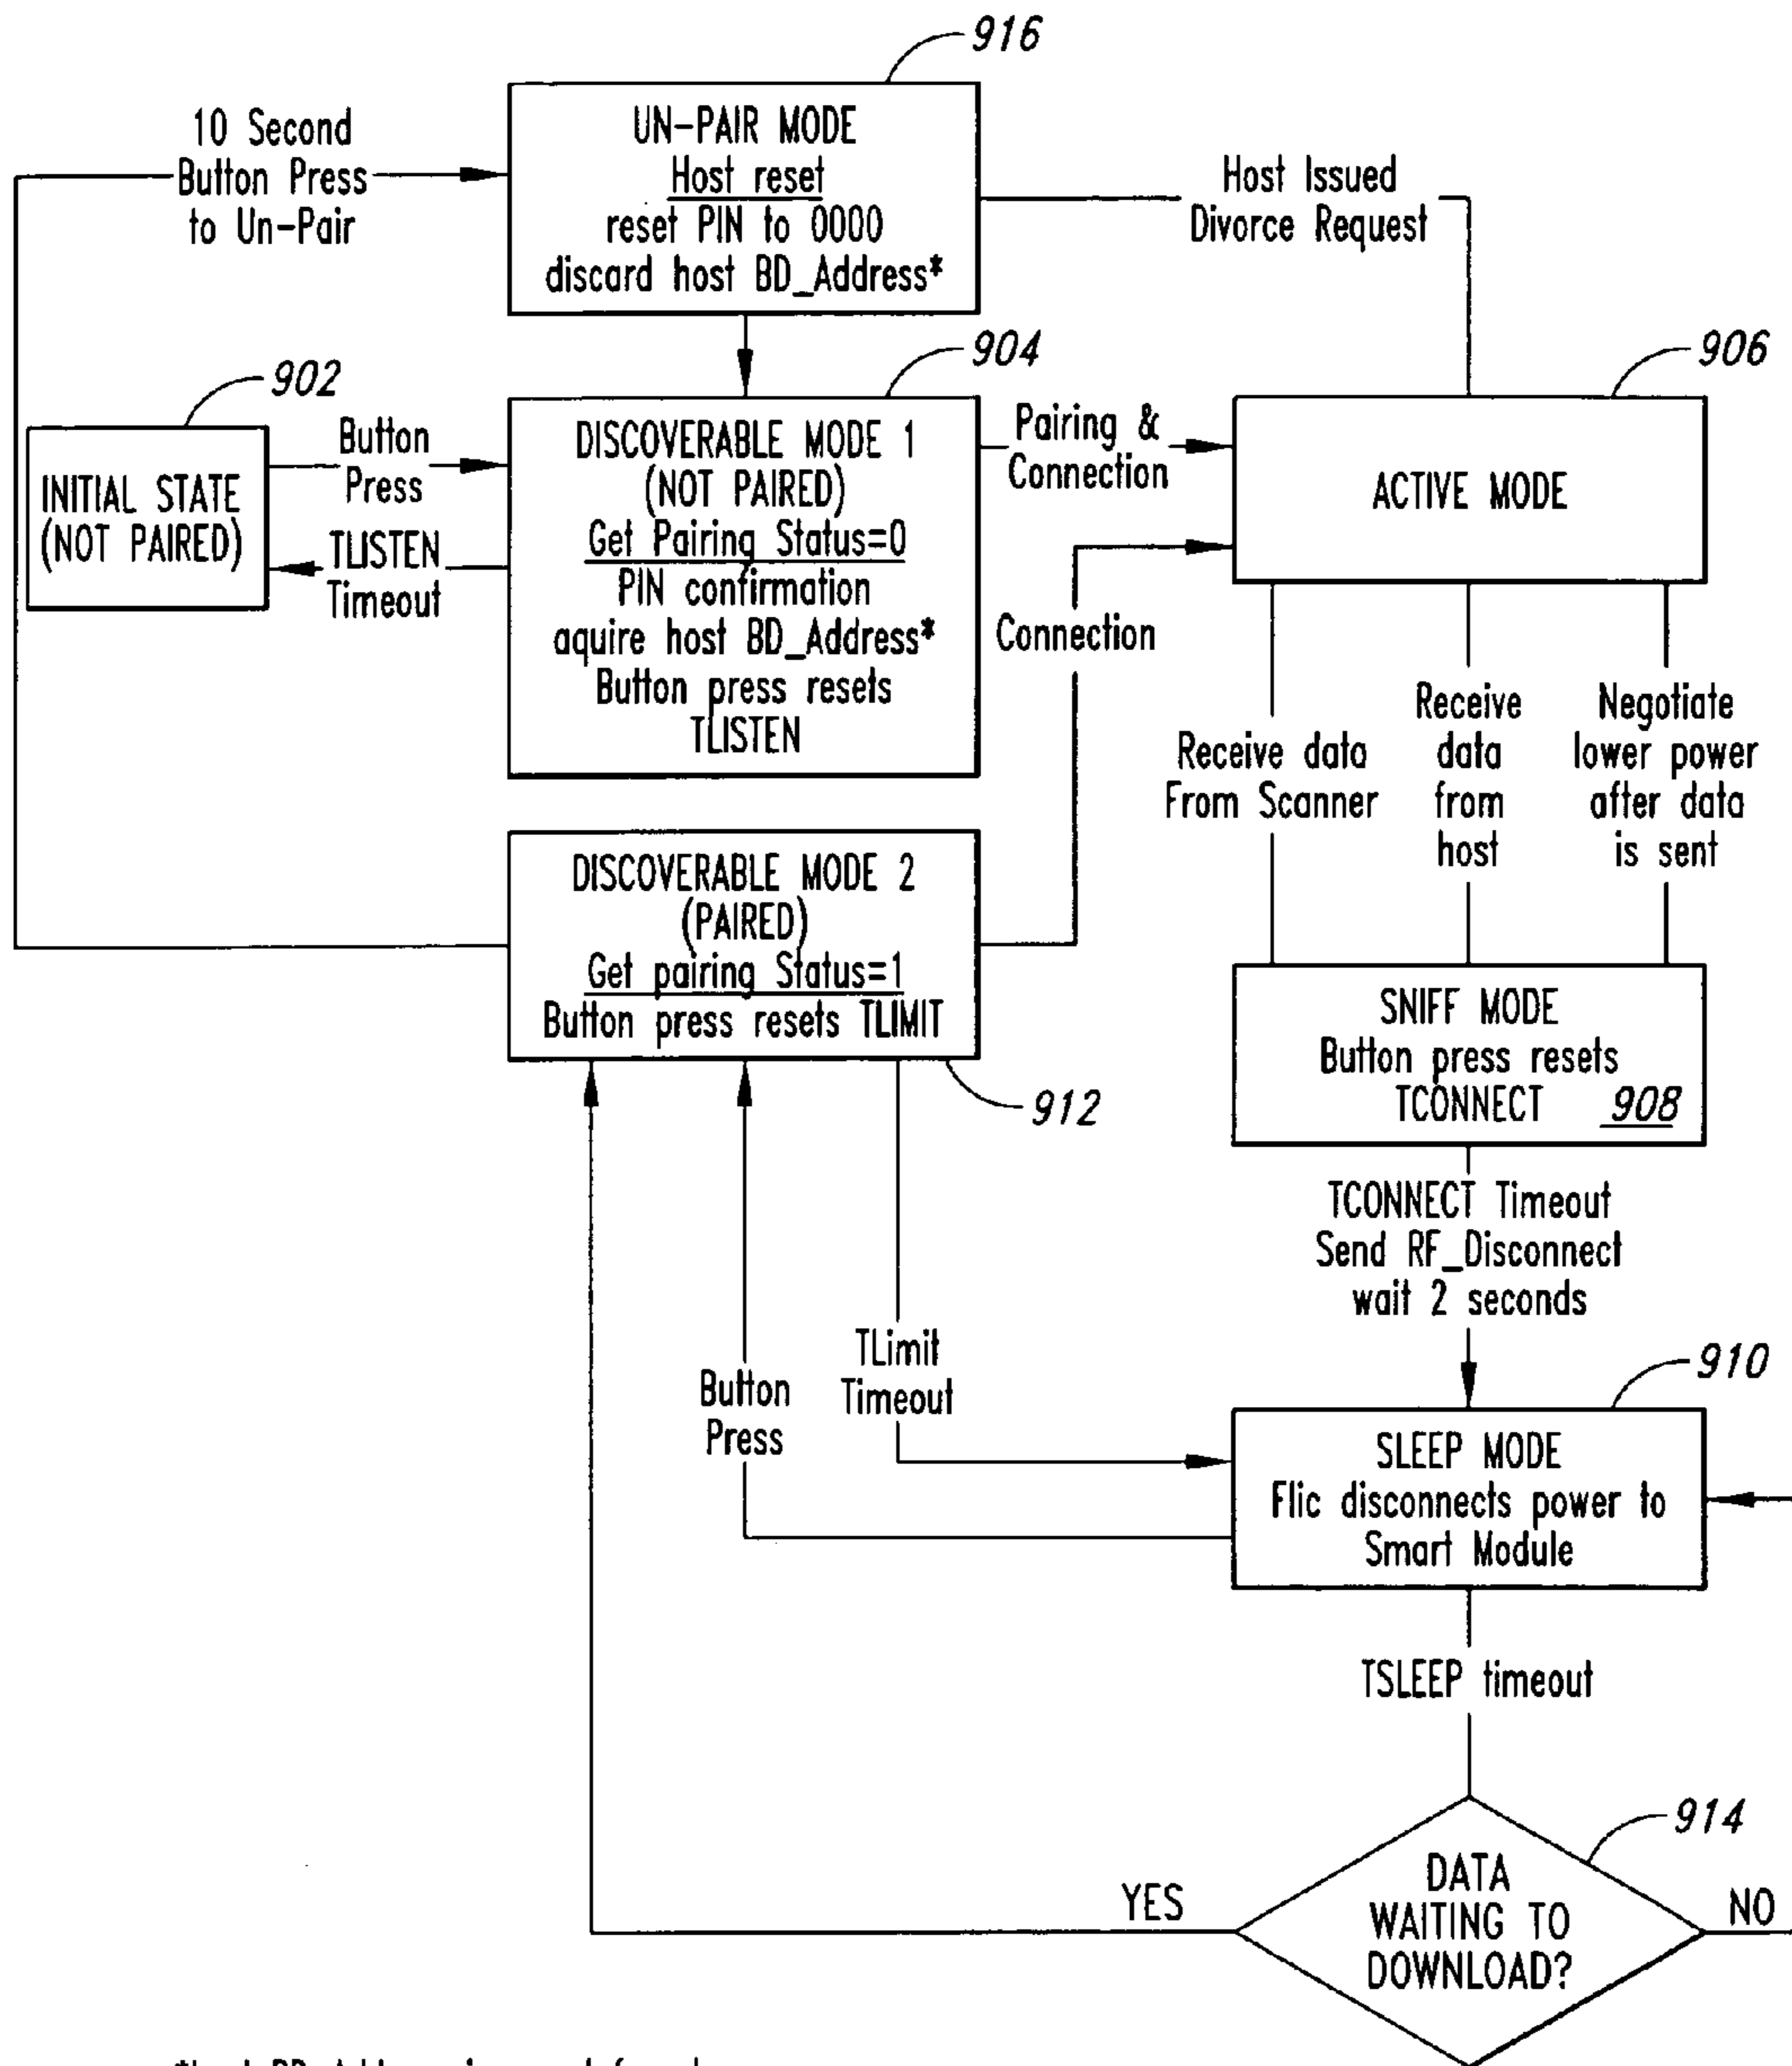 916
10 Second
Button Press
to Un-Pair
UN-PAIR MODE
Host reset
reset PIN to 0000
discard host BD_Address*
Host Issued
Divorce Request
902
904
906
INITIAL STATE
(NOT PAIRED)
Button
Press
TLISTEN
Timeout
DISCOVERABLE MODE 1
(NOT PAIRED)
Get Pairing Status=0
PIN confirmation
aquire host BD_Address*
Button press resets
TLISTEN
Pairing &
Connection
ACTIVE MODE
Connection
Receive data
From Scanner
Receive
data
from
host
Negotiate
lower power
after data
is sent
DISCOVERABLE MODE 2
(PAIRED)
Get pairing Status=1
Button press resets TLIMIT
912
SNIFF MODE
Button press resets
TCONNECT
908
TCONNECT Timeout
Send RF_Disconnect
wait 2 seconds
Button
Press
TLimit
Timeout
910
SLEEP MODE
Flic disconnects power to
Smart Module
TSLEEP timeout
914
DATA
WAITING TO
DOWNLOAD?
YES
NO